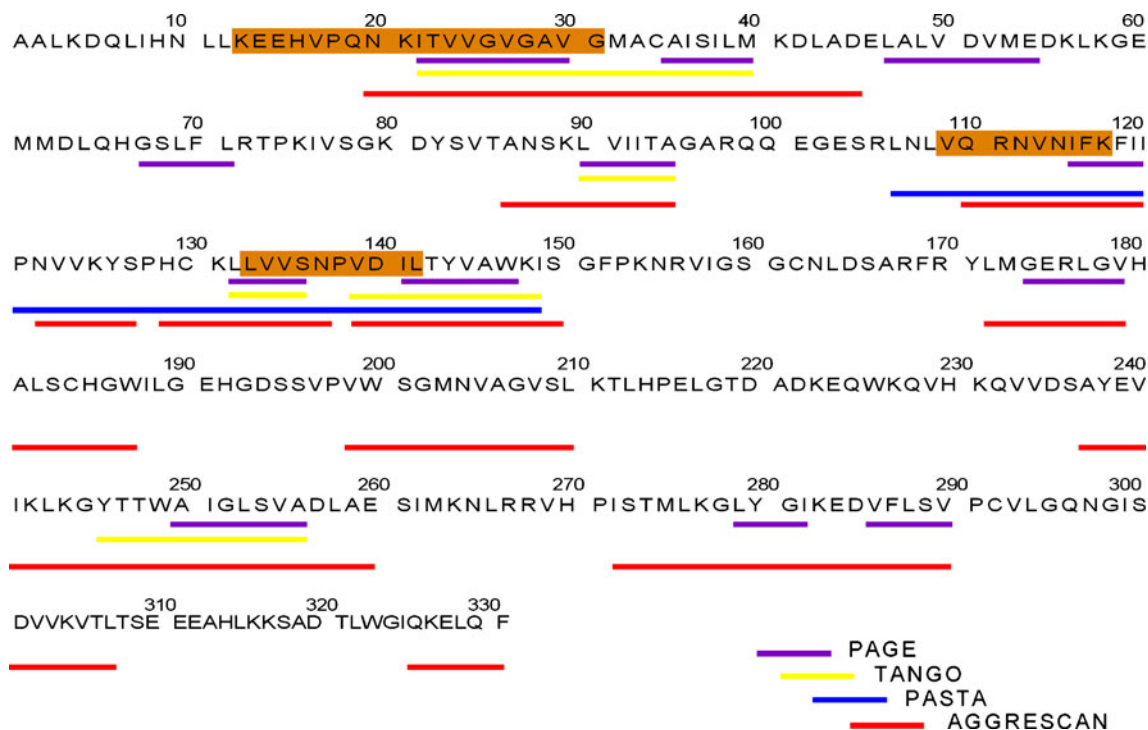 10 20 30 40 50 60
AALKDQLIHN LLKEEHVPQN KITVVGVGAV GMACAISILM KDLADELALV DVMEDKLKGE
70 80 90 100 110 120
MMDLQHGSLF LRTPKIVSGK DYSVTANSKL VIITAGARQQ EGESRLNLVQ RNVNIFKFII
130 140 150 160 170 180
PNVVKYSPHC KLLVVSNPVD ILTYVAWKIS GFPKNRVIGS GCNLDSARFR YLMGERLGVH
190 200 210 220 230 240
ALSCHGWILG EHGDSSVPVW SGMNVAGVSL KTLHPELGTD ADKEQWKQVH KQVVDSAYEV
250 260 270 280 290 300
IKLKGYTTWA IGLSVADLAE SIMKNLRRVH PISTMLKGLYG IKEDVFLSV PCVLGQNGIS
310 320 330
DVVKVTLTSE EEAHLKKSAD TLWGIQKELQ F
PAGE
TANGO
PASTA
AGGRESCAN